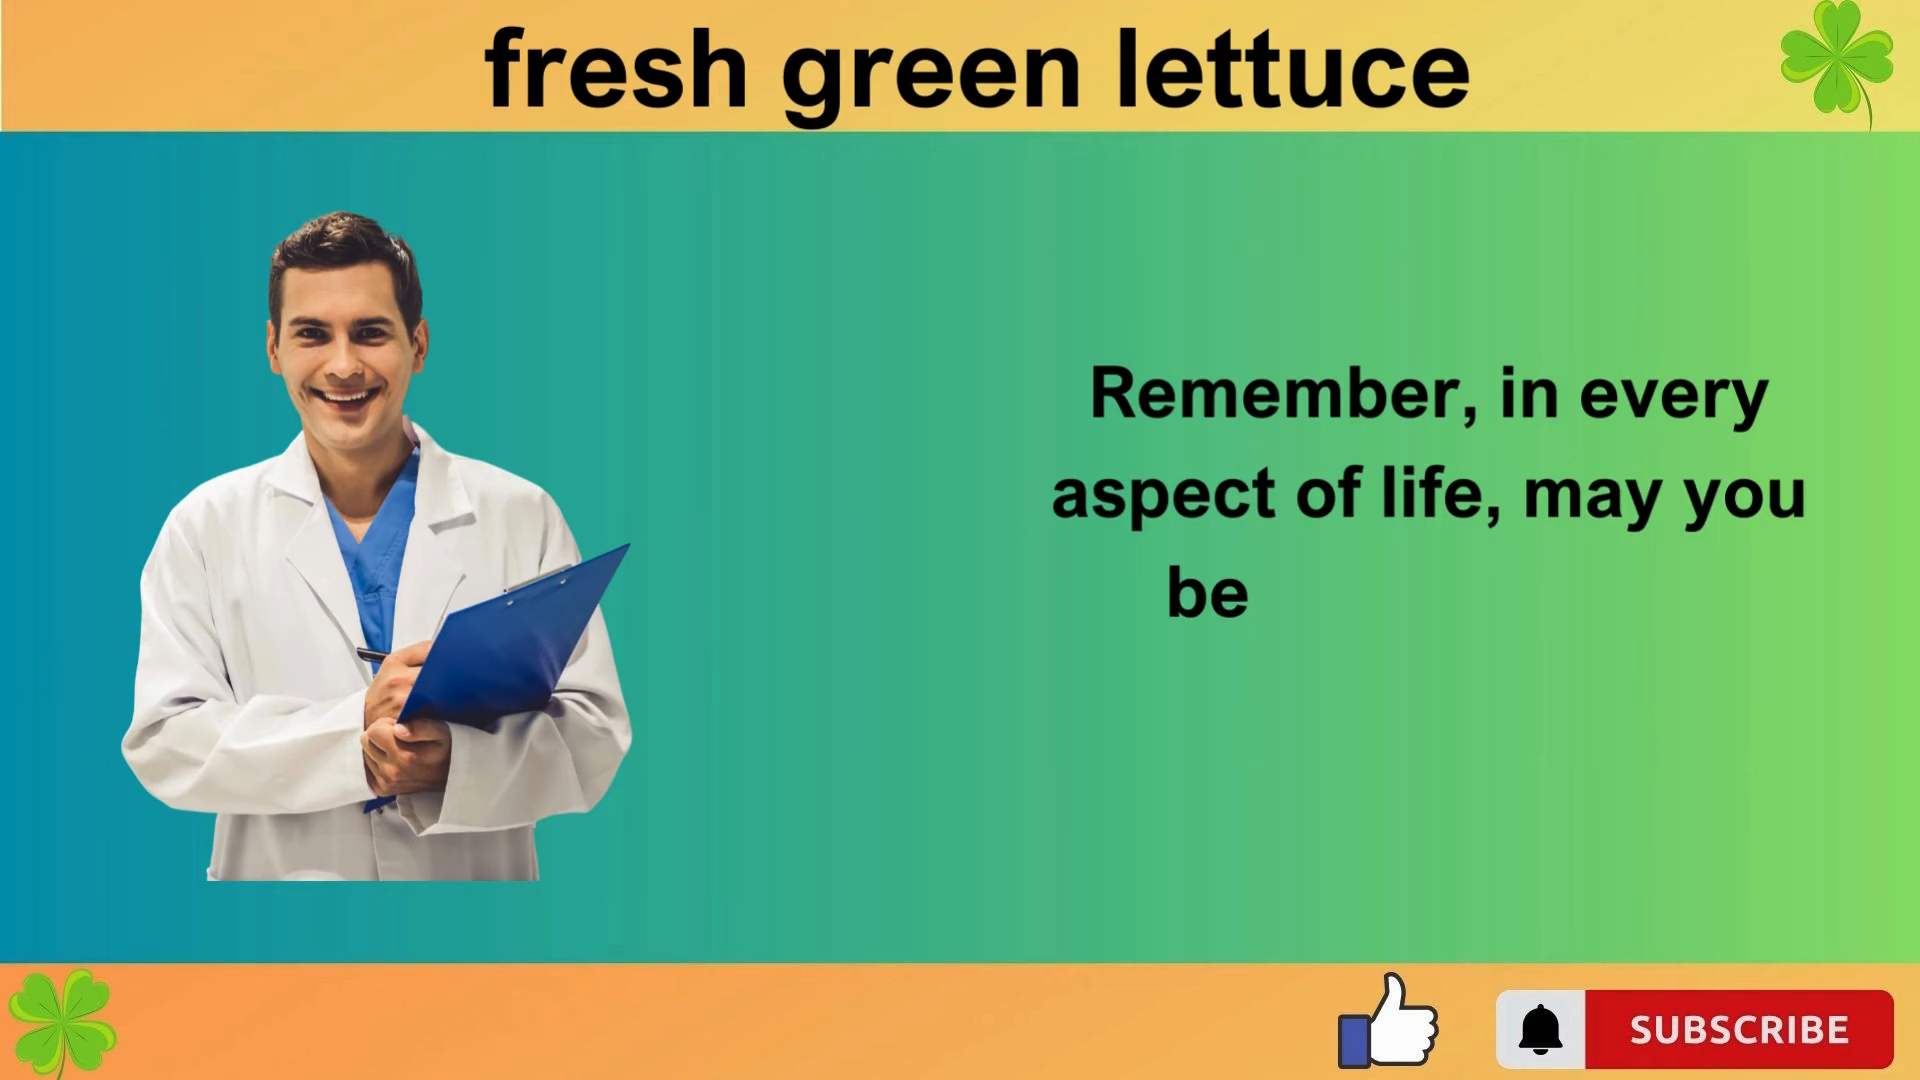 fresh green lettuce
Remember, in every
aspect of life, may you
be
SUBSCRIBE